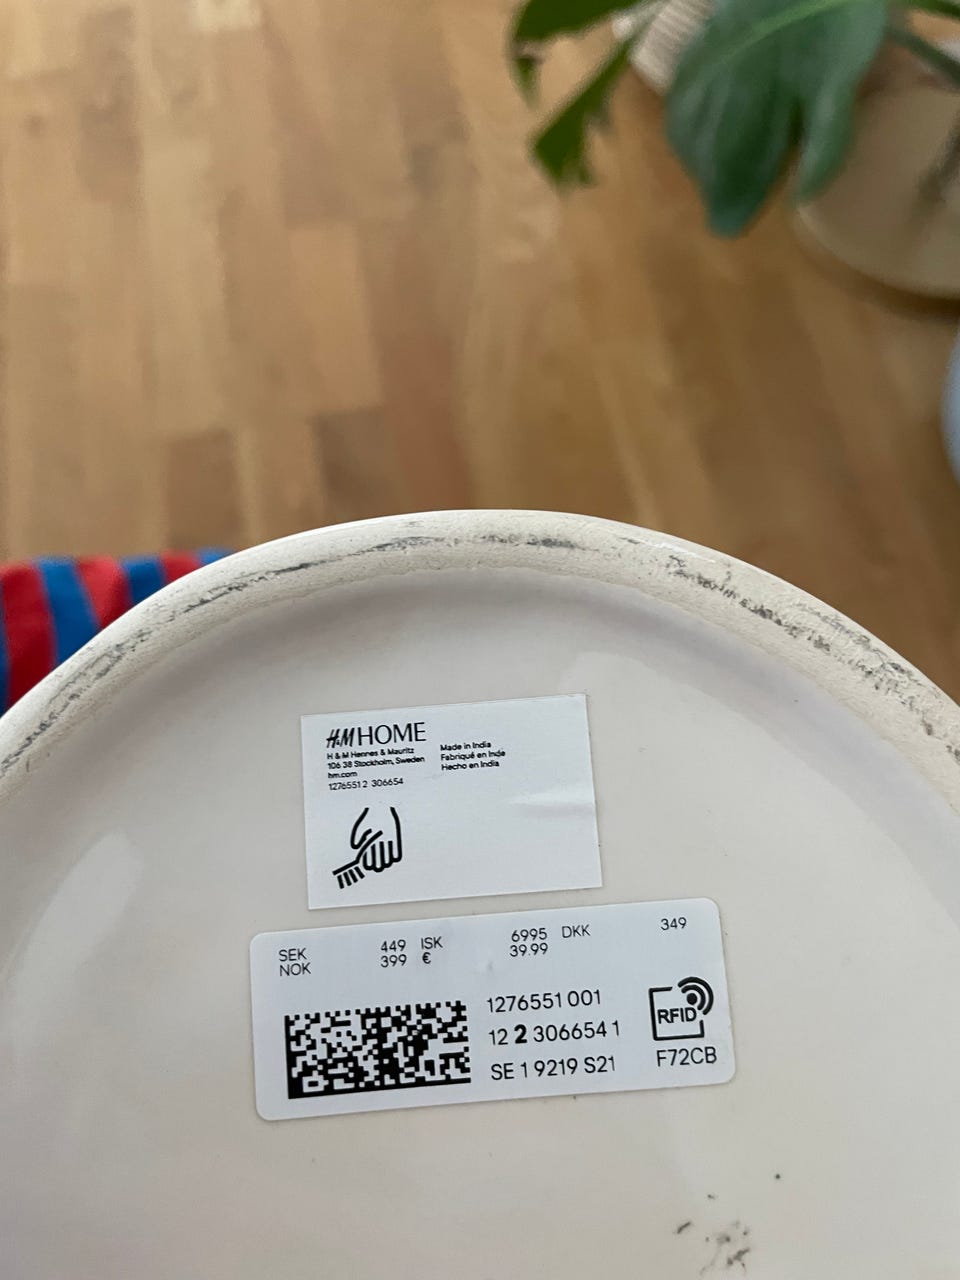 H&M HOME
H & M Hennes & Mauritz
106 38 Stockholm, Sweden
hm.com
1276551 2 306654
Made in India
Fabriqué en Inde
Hecho en India
SEK 449 ISK 6995 DKK 349
NOK 399 € 39.99
1276551 001
12 2 306654 1
SE 1 9219 S21
RFID
F72CB